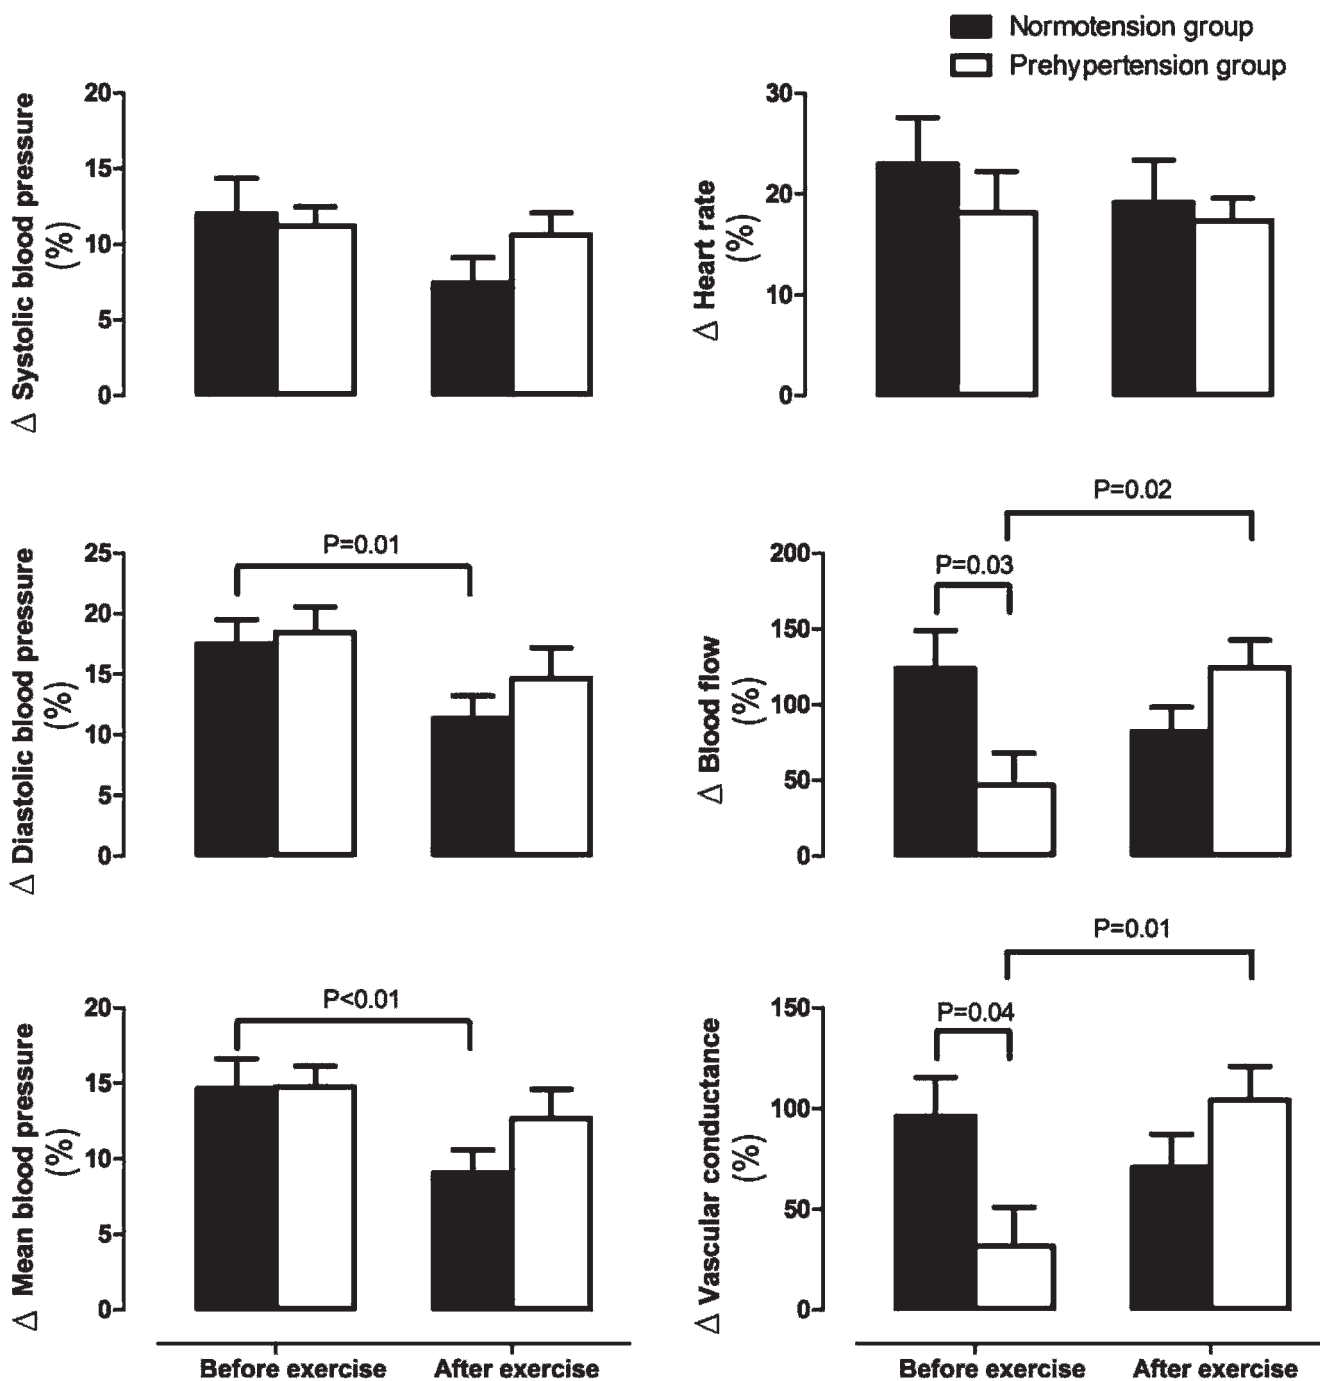 Normotension group
Prehypertension group
Δ Systolic blood pressure
(%)
20
15
10
5
0
Δ Heart rate
(%)
30
20
10
0
Δ Diastolic blood pressure
(%)
25
20
15
10
5
0
P=0.01
Δ Blood flow
(%)
200
150
100
50
0
P=0.02
P=0.03
Δ Mean blood pressure
(%)
20
15
10
5
0
P<0.01
Before exercise
After exercise
Δ Vascular conductance
(%)
150
100
50
0
P=0.01
P=0.04
Before exercise
After exercise